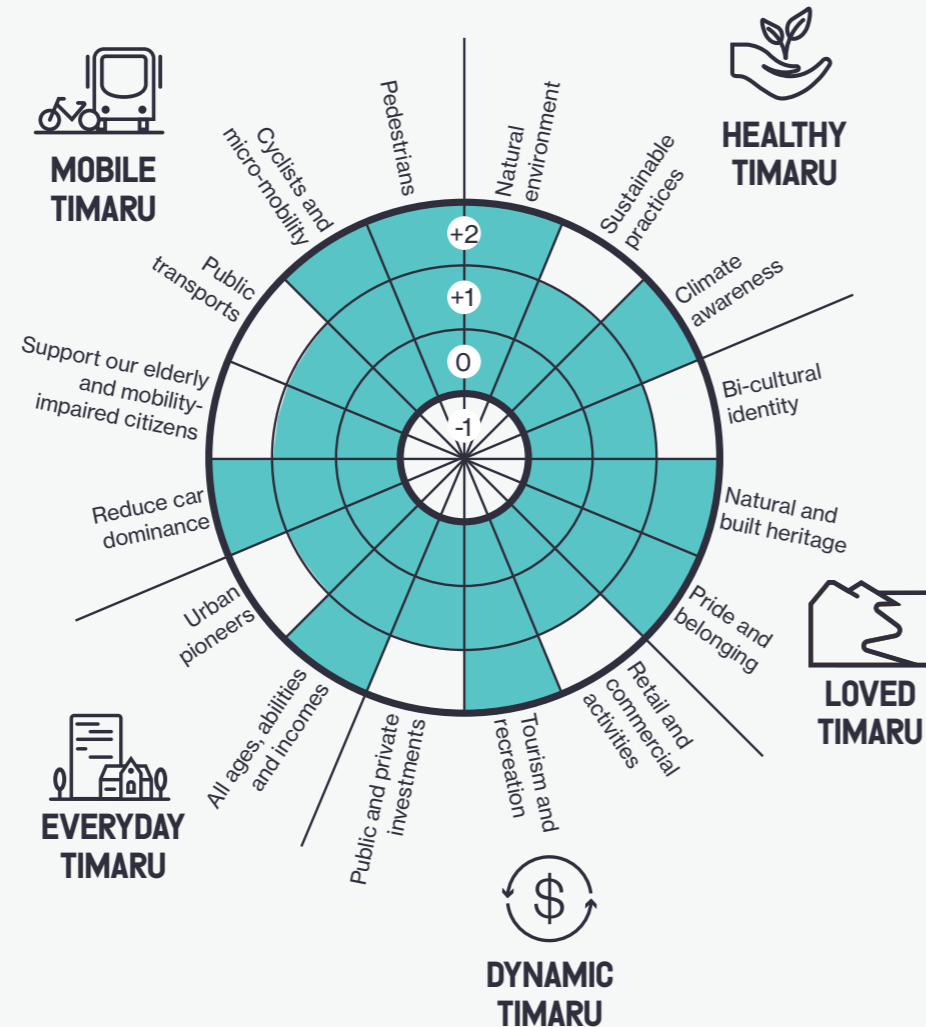 MOBILE
TIMARU
Pedestrians
Cyclists and
micro-mobility
Public
transports
Support our elderly
and mobility-
impaired citizens
Reduce car
dominance
HEALTHY
TIMARU
Natural
environment
Sustainable
practices
Climate
awareness
+2
+1
0
-1
Bi-cultural
identity
Natural and
built heritage
Pride and
belonging
LOVED
TIMARU
Retail and
commercial
activities
Tourism and
recreation
Public and private
investments
$
DYNAMIC
TIMARU
All ages, abilities
and incomes
Urban
pioneers
EVERYDAY
TIMARU